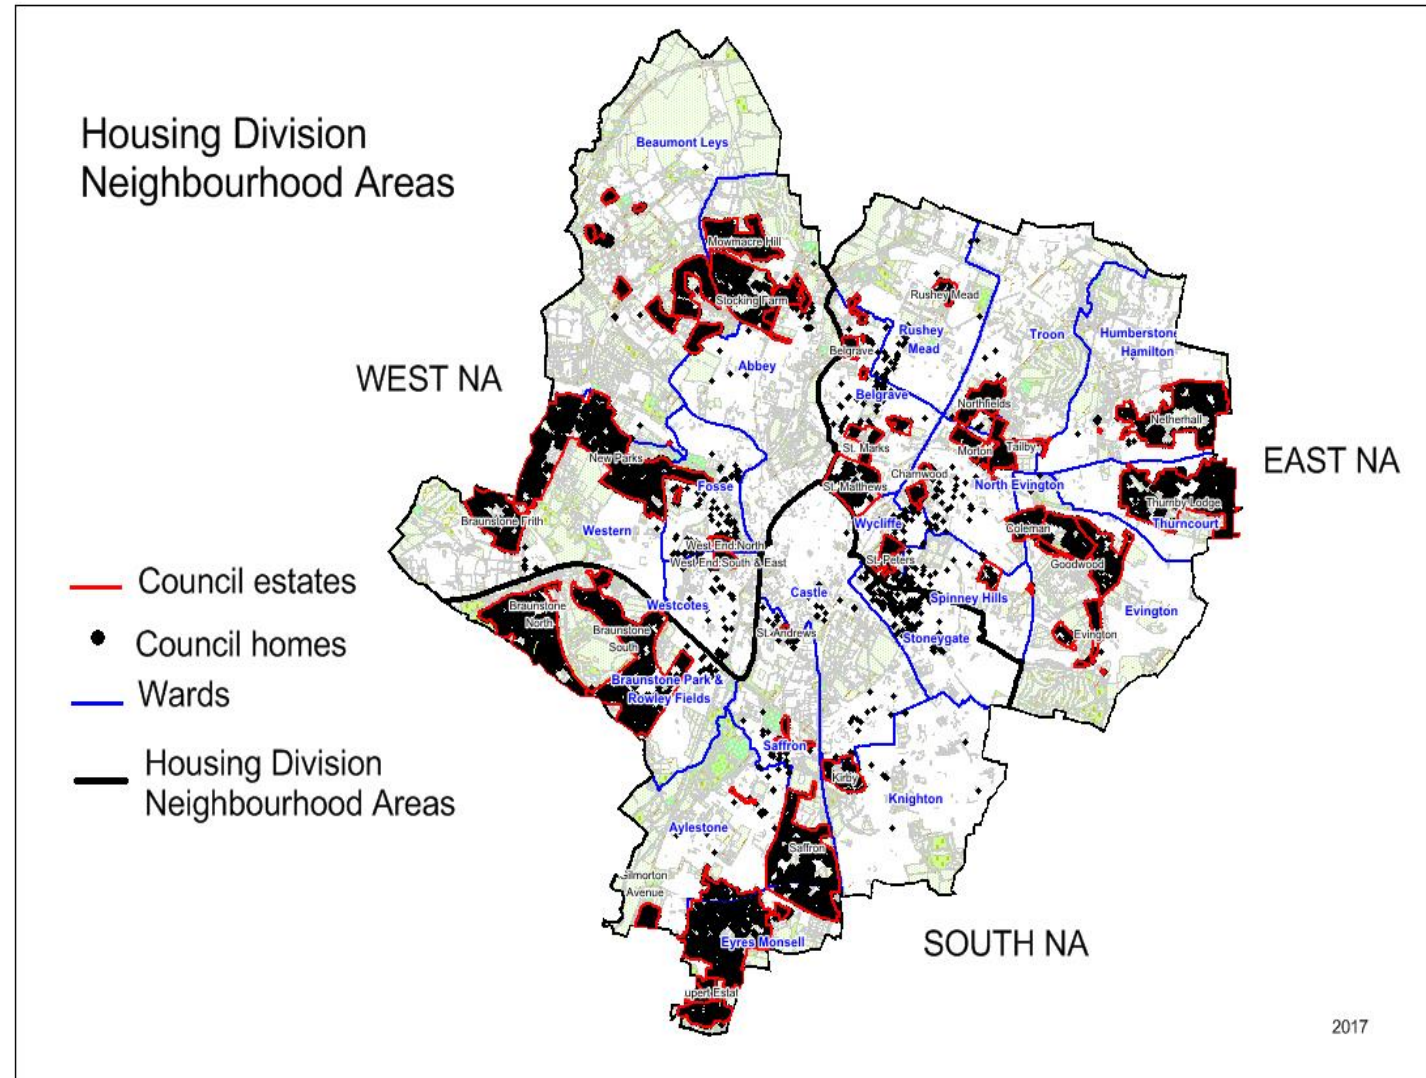 Housing Division
Neighbourhood Areas
Beaumont Leys
Mowmacre Hill
Stocking Farm
Rushey Mead
Rushey
Mead
Troon
Humberstone
Hamilton
WEST NA
Abbey
Belgrave
Belgrave
Northfields
Netherhall
St. Marks
Morton
Tailby
EAST NA
New Parks
Charnwood
St. Matthews
North Evington
Fosse
Thurnby Lodge
Thurncourt
Braunstone Frith
Western
Wycliffe
Coleman
West End:North
West End:South & East
St. Peters
Goodwood
Council estates
Castle
Spinney Hills
Braunstone
North
Westcotes
Evington
Braunstone
South
St. Andrews
Stoneygate
Evington
Council homes
Braunstone Park &
Rowley Fields
Wards
Saffron
Housing Division
Neighbourhood Areas
Kirby
Knighton
Aylestone
Saffron
Gilmorton
Avenue
Eyres Monsell
SOUTH NA
upert Estat
2017